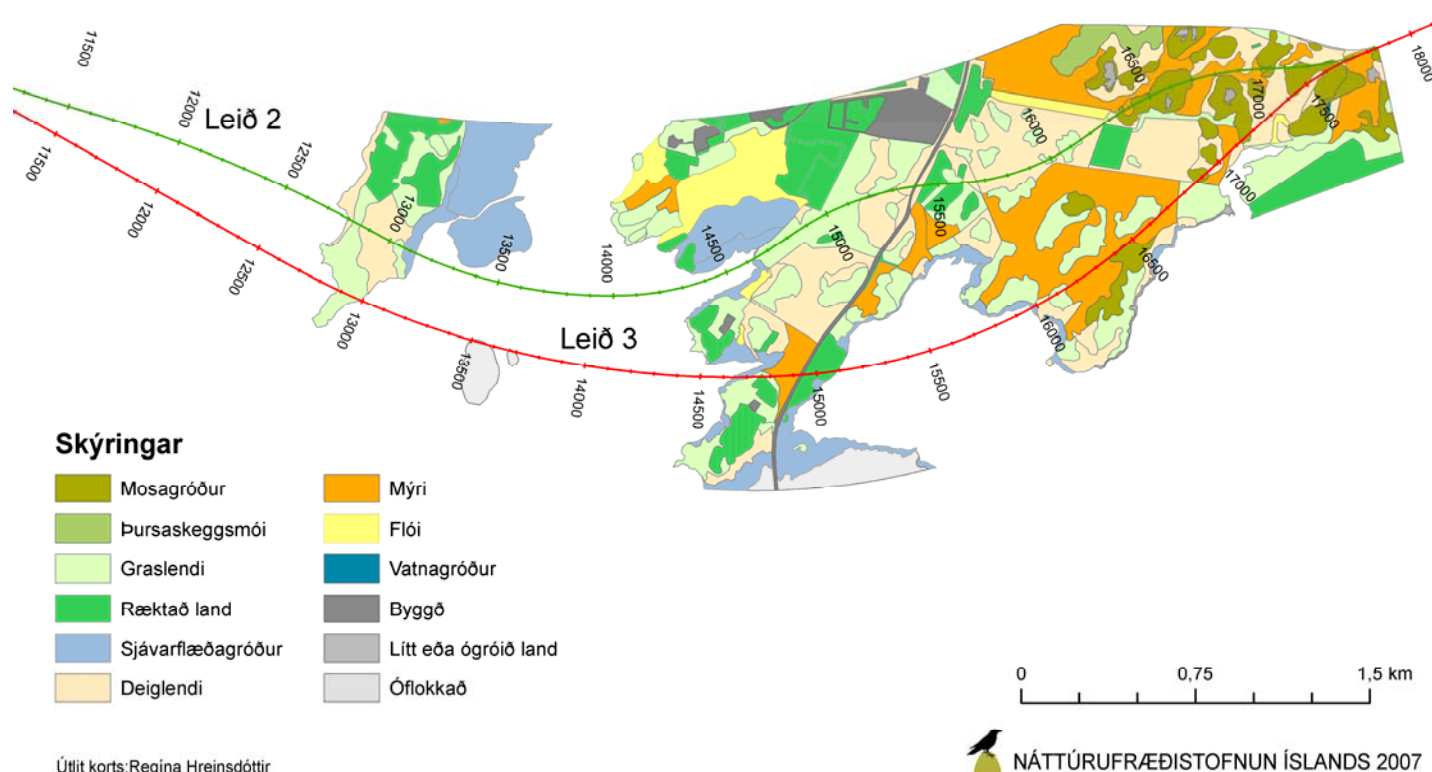 11500
12000
Leið 2
12500
13000
13500
14000
14500
15000
15500
16000
16500
17000
17500
18000
11500
12000
12500
13000
13500
Leið 3
14000
14500
15000
15500
16000
16500
17000
Skýringar
Mosagróður
Þursaskeggsmói
Graslendi
Ræktað land
Sjávarflæðagróður
Deiglendi
Mýri
Flói
Vatnagróður
Byggð
Lítt eða ógróið land
Óflokkað
0 0,75 1,5 km
Útlit korts:Regína Hreinsdóttir
NÁTTÚRUFRÆÐISTOFNUN ÍSLANDS 2007